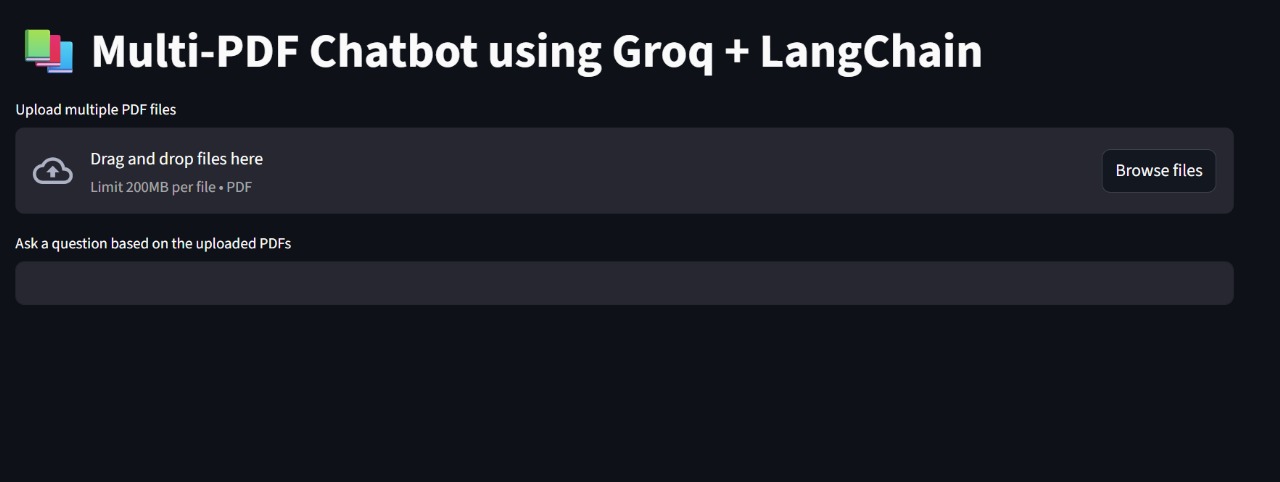 Multi-PDF Chatbot using Groq + LangChain
Upload multiple PDF files
Drag and drop files here
Limit 200MB per file • PDF
Browse files
Ask a question based on the uploaded PDFs